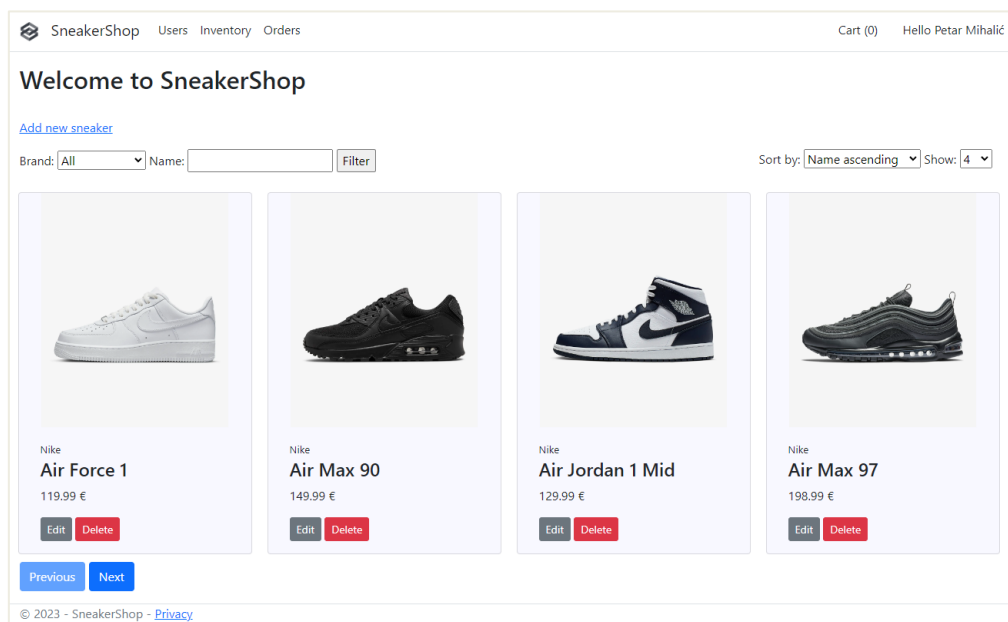 SneakerShop Users Inventory Orders Cart (0) Hello Petar Mihalić
Welcome to SneakerShop
Add new sneaker
Brand: All Name: Filter Sort by: Name ascending Show: 4
Nike Nike Nike Nike
Air Force 1 Air Max 90 Air Jordan 1 Mid Air Max 97
119.99 € 149.99 € 129.99 € 198.99 €
Edit Delete Edit Delete Edit Delete Edit Delete
Previous Next
© 2023 - SneakerShop - Privacy